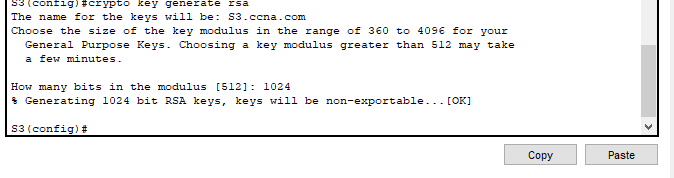 S3(config)#crypto key generate rsa
The name for the keys will be: S3.ccna.com
Choose the size of the key modulus in the range of 360 to 4096 for your
General Purpose Keys. Choosing a key modulus greater than 512 may take
a few minutes.
How many bits in the modulus [512]: 1024
% Generating 1024 bit RSA keys, keys will be non-exportable...[OK]
S3(config)#
Copy
Paste